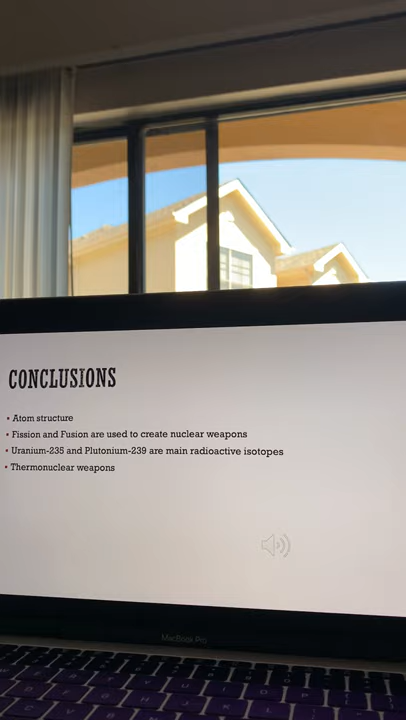 CONCLUSIONS
• Atom structure
• Fission and Fusion are used to create nuclear weapons
• Uranium-235 and Plutonium-239 are main radioactive isotopes
• Thermonuclear weapons
MacBook Pro